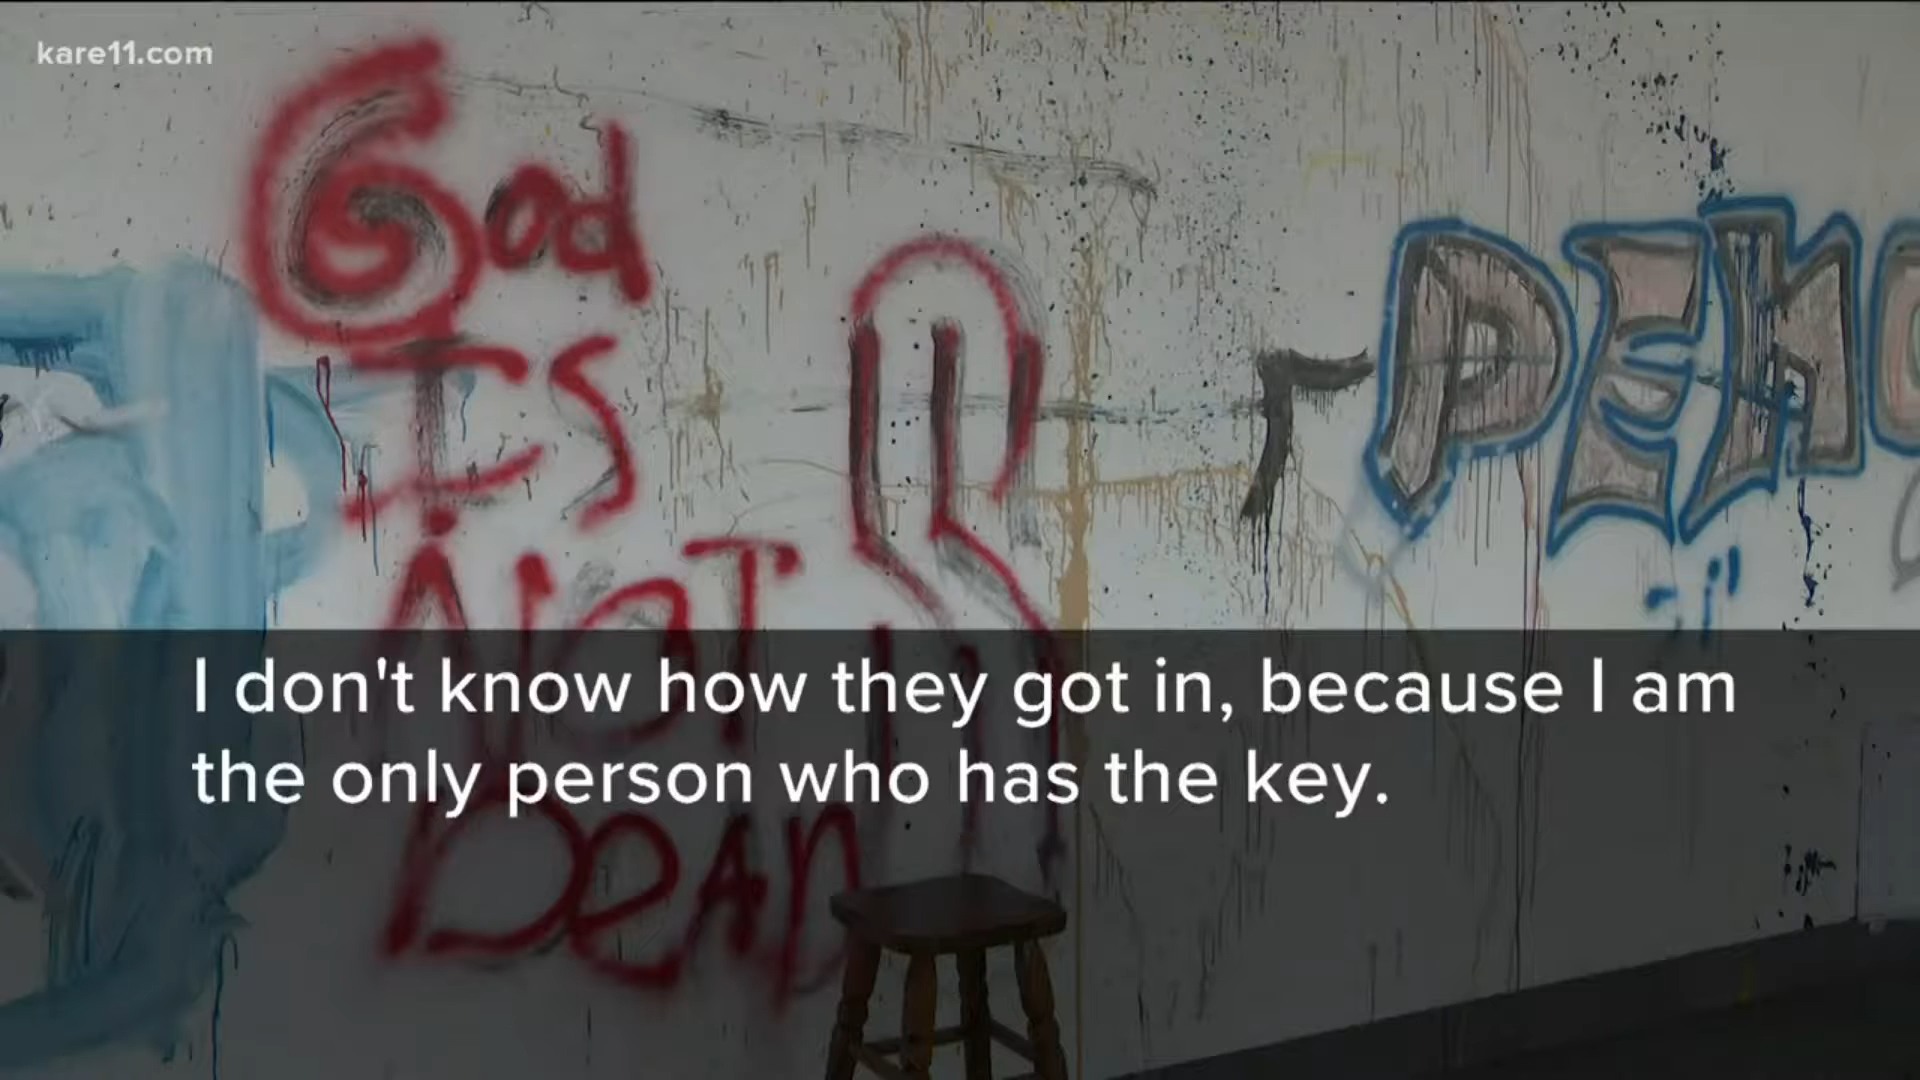 kare11.com
God
Is
Not
Dead
I don't know how they got in, because I am
the only person who has the key.